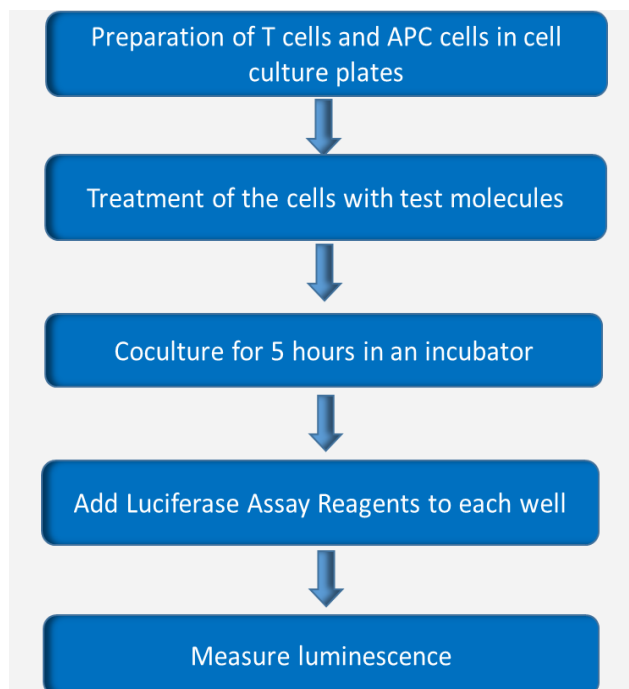 Preparation of T cells and APC cells in cell
culture plates
Treatment of the cells with test molecules
Coculture for 5 hours in an incubator
Add Luciferase Assay Reagents to each well
Measure luminescence